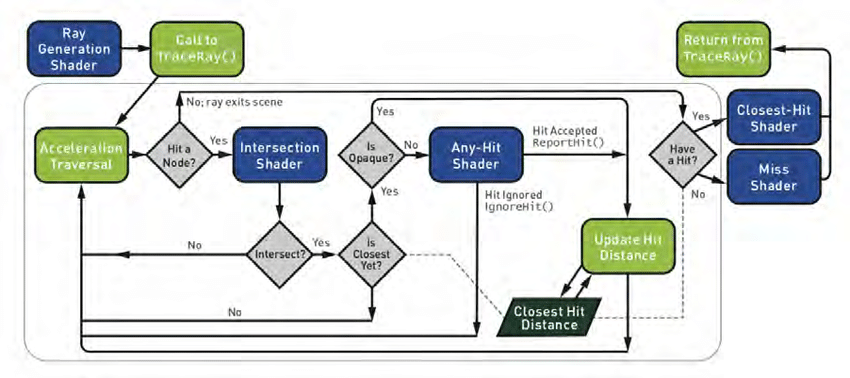 Ray
Generation
Shader
Call to
TraceRay()
Return from
TraceRay()
No; ray exits scene
Acceleration
Traversal
Hit a
Node?
Yes
Intersection
Shader
Yes
Is
Opaque?
No
Any-Hit
Shader
Hit Accepted
ReportHit()
Have
a Hit?
Yes
Closest-Hit
Shader
Miss
Shader
No
Hit Ignored
IgnoreHit()
Yes
No
Intersect?
Yes
Is
Closest
Yet?
Update Hit
Distance
No
Closest Hit
Distance